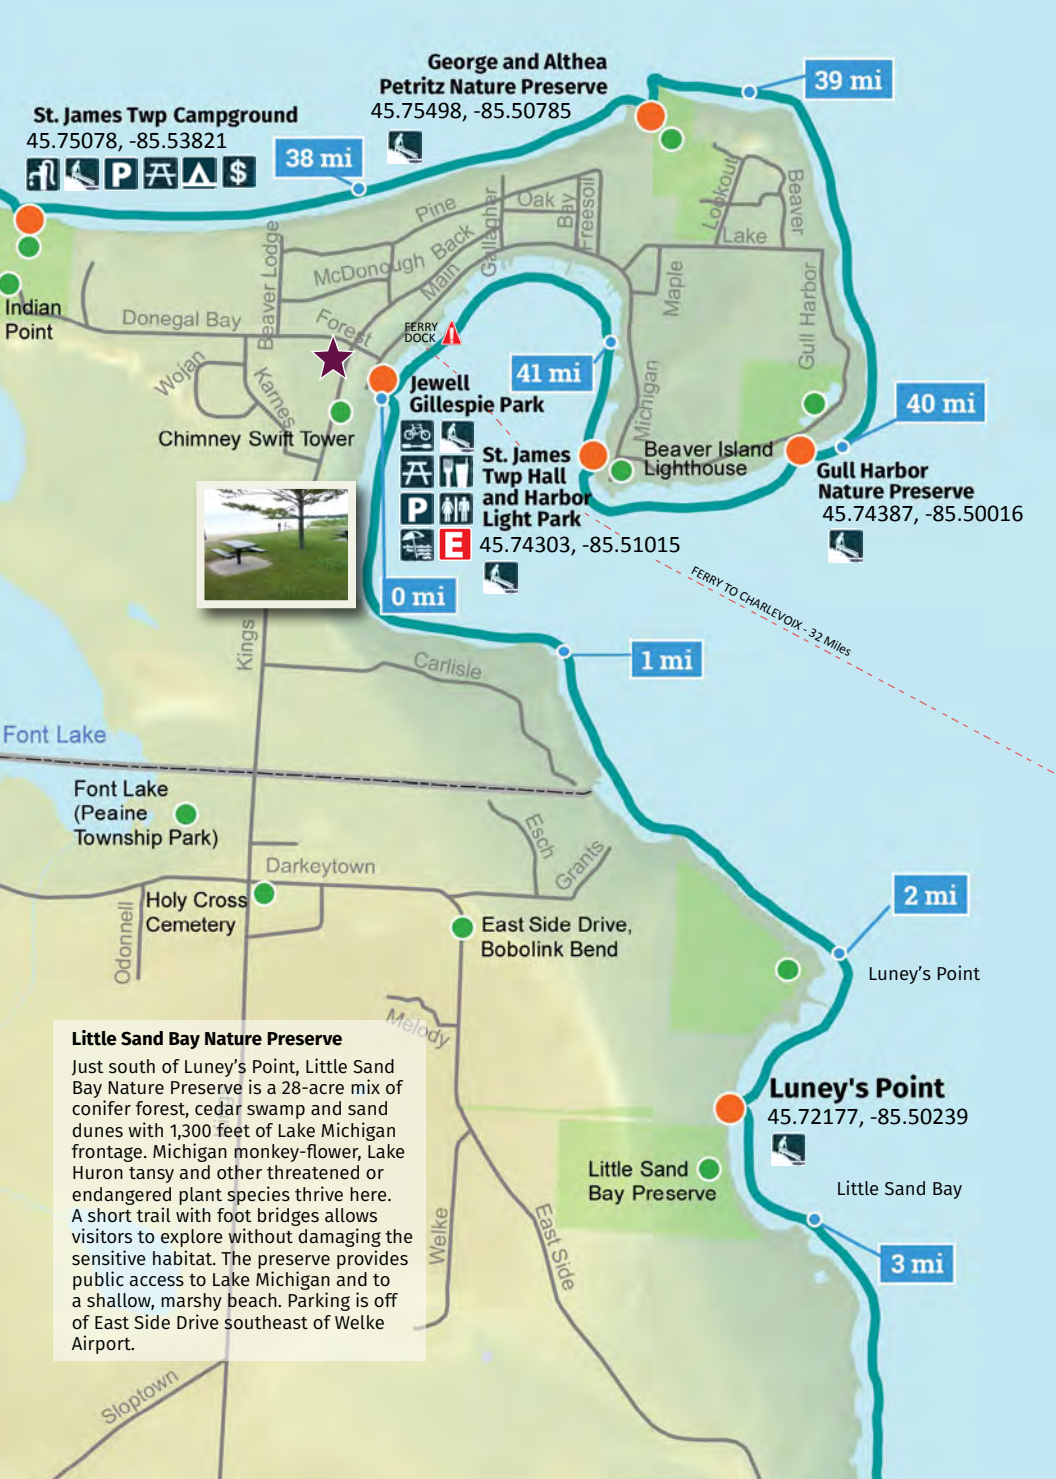 George and Althea
Petritz Nature Preserve
45.75498, -85.50785
39 mi
St. James Twp Campground
45.75078, -85.53821
P
$
38 mi
Pine
Oak
Bay
Freesoil
Gallagher
Lookout
Beaver
Lake
McDonough
Back
Main
Beaver Lodge
Maple
Gull Harbor
Indian
Point
Donegal Bay
Forest
FERRY
DOCK
Wojan
Karnes
41 mi
Michigan
Jewell
Gillespie Park
40 mi
Chimney Swift Tower
St. James
Twp Hall
and Harbor
Light Park
45.74303, -85.51015
P
E
Beaver Island
Lighthouse
Gull Harbor
Nature Preserve
45.74387, -85.50016
0 mi
FERRY TO CHARLEVOIX - 32 Miles
Kings
Carlisle
1 mi
Font Lake
Font Lake
(Peaine
Township Park)
Esch
Grants
Darkeytown
Holy Cross
Cemetery
Odonnell
East Side Drive,
Bobolink Bend
2 mi
Luney's Point
Melody
Little Sand Bay Nature Preserve
Just south of Luney's Point, Little Sand
Bay Nature Preserve is a 28-acre mix of
conifer forest, cedar swamp and sand
dunes with 1,300 feet of Lake Michigan
frontage. Michigan monkey-flower, Lake
Huron tansy and other threatened or
endangered plant species thrive here.
A short trail with foot bridges allows
visitors to explore without damaging the
sensitive habitat. The preserve provides
public access to Lake Michigan and to
a shallow, marshy beach. Parking is off
of East Side Drive southeast of Welke
Airport.
Kings
Luney's Point
45.72177, -85.50239
Little Sand
Bay Preserve
Little Sand Bay
Welke
East Side
3 mi
Sloptown